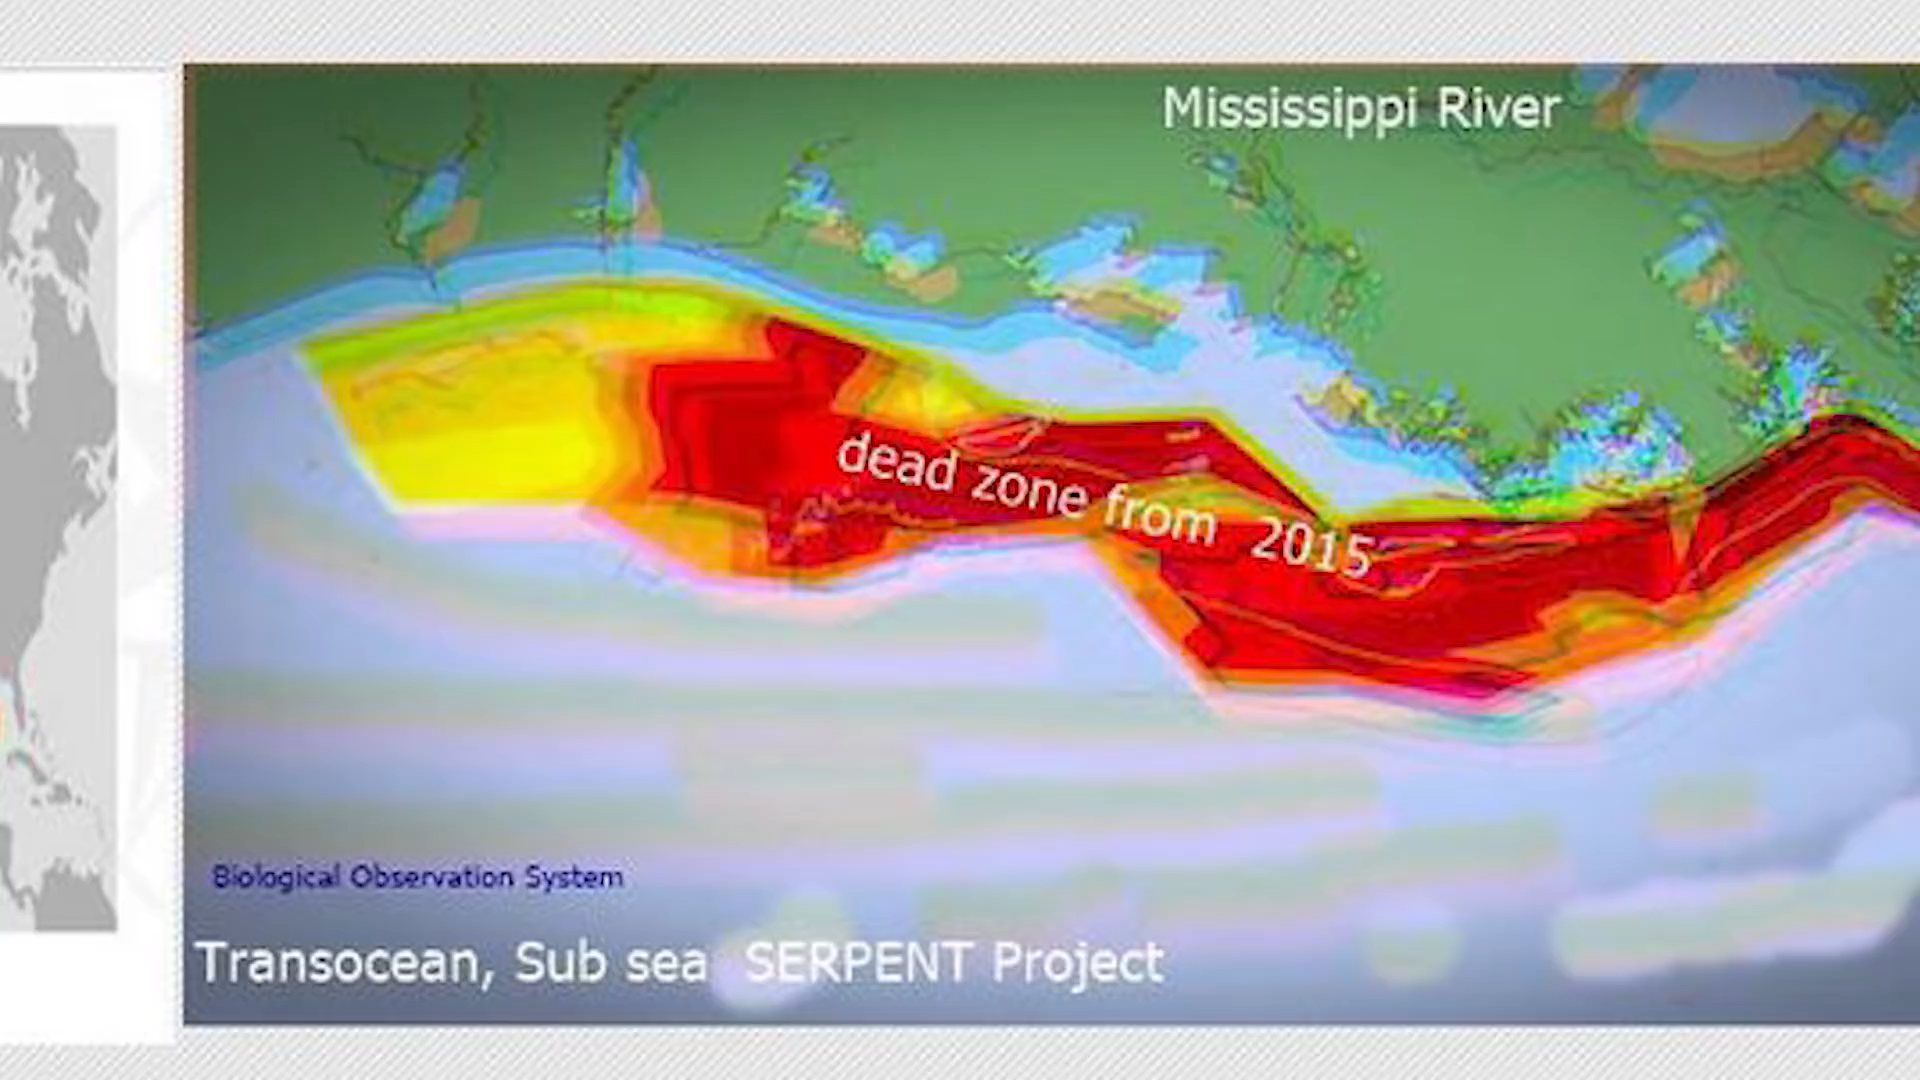 Mississippi River
dead zone from 2015
Biological Observation System
Transocean, Sub sea SERPENT Project